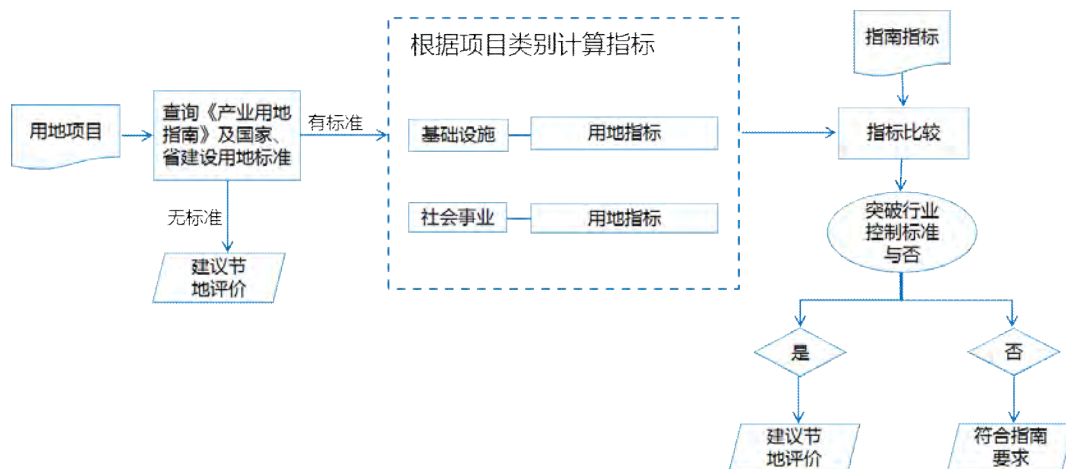 用地项目
查询《产业用地
指南》及国家、
省建设用地标准
有标准
无标准
建议节
地评价
根据项目类别计算指标
基础设施
用地指标
社会事业
用地指标
指南指标
指标比较
突破行业
控制标准
与否
是
否
建议节
地评价
符合指南
要求